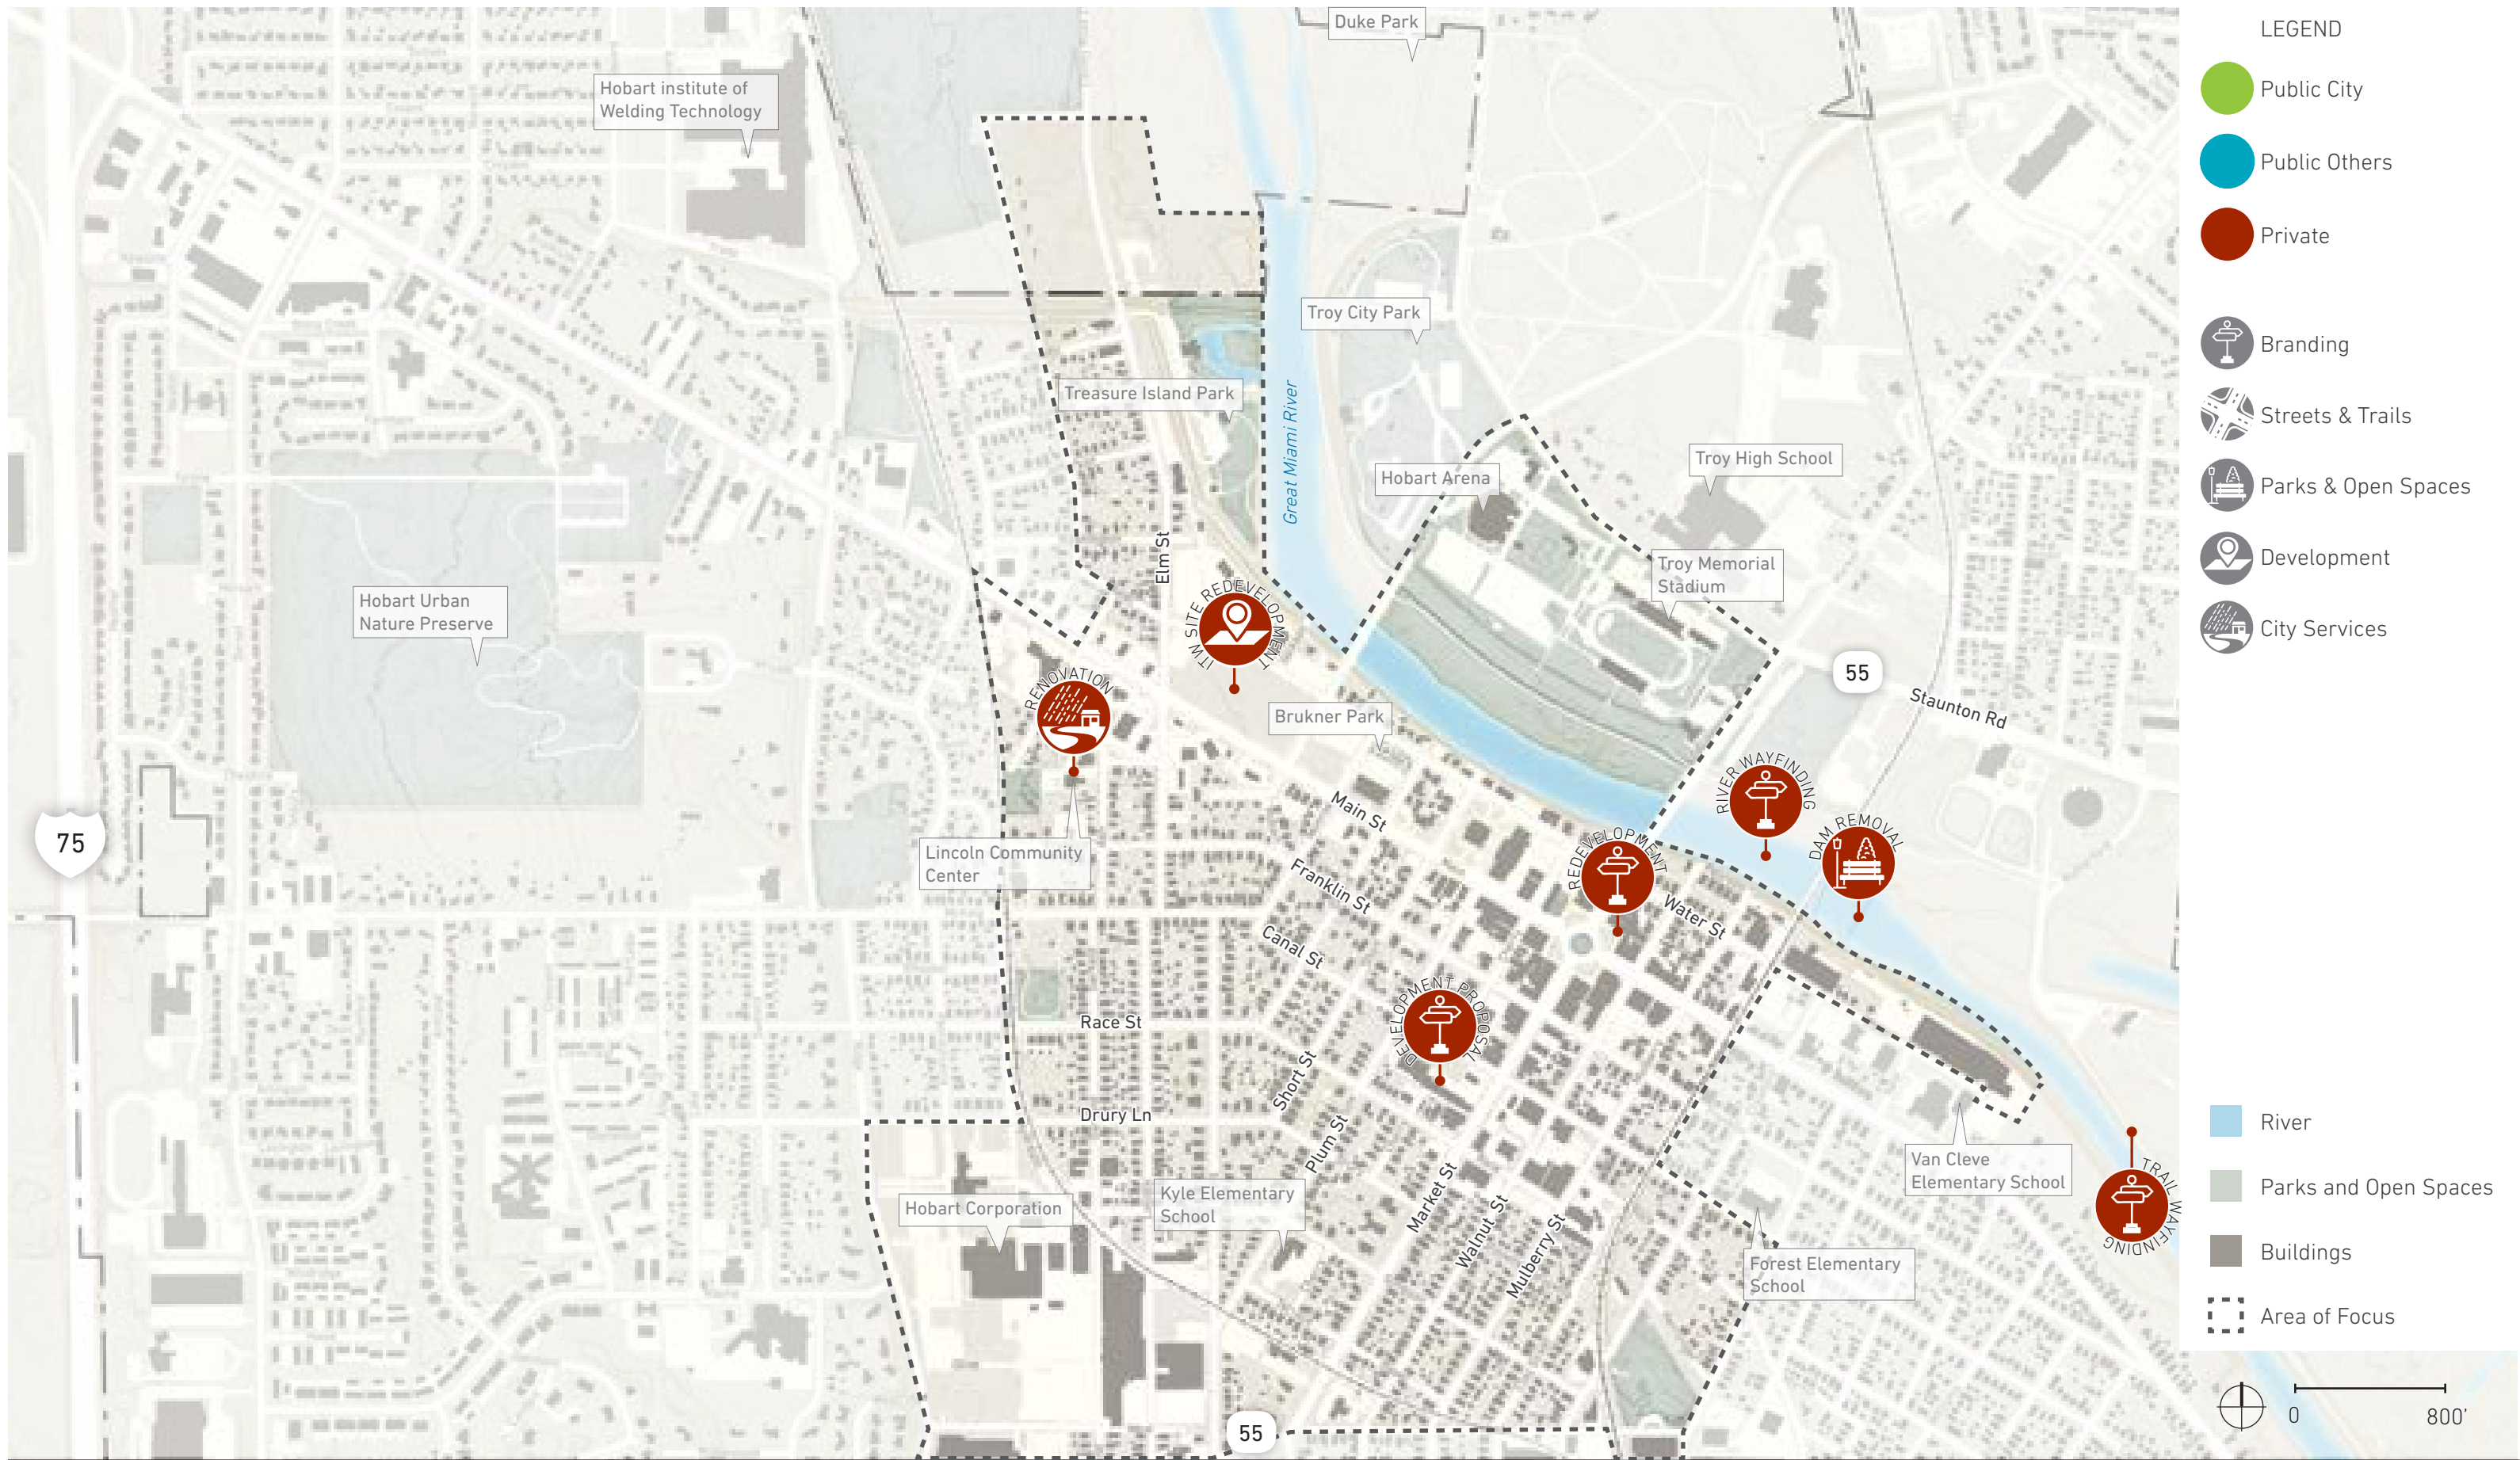 Duke Park
Hobart institute of
Welding Technology
Troy City Park
Treasure Island Park
Great Miami River
Hobart Arena
Troy High School
Troy Memorial
Stadium
Elm St
Hobart Urban
Nature Preserve
ITW SITE REDEVELOPMENT
RENOVATION
Brukner Park
55
Staunton Rd
RIVER WAYFINDING
DAM REMOVAL
REDEVELOPMENT
Main St
75
Lincoln Community
Center
Franklin St
Water St
Canal St
DEVELOPMENT PROPOSAL
Race St
Short St
Drury Ln
Plum St
Market St
Walnut St
Mulberry St
Hobart Corporation
Kyle Elementary
School
Van Cleve
Elementary School
TRAIL WAYFINDING
Forest Elementary
School
55
LEGEND
Public City
Public Others
Private
Branding
Streets & Trails
Parks & Open Spaces
Development
City Services
River
Parks and Open Spaces
Buildings
Area of Focus
0 800'